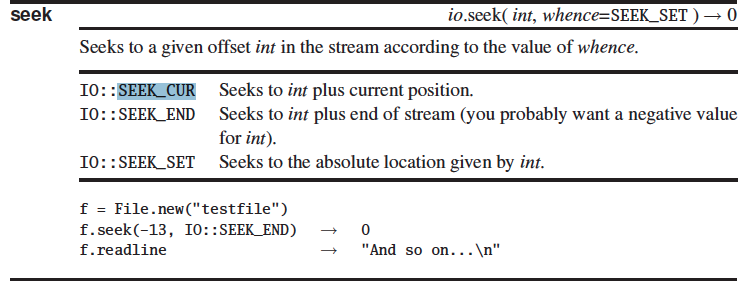 seek io.seek( int, whence=SEEK_SET ) → 0
Seeks to a given offset int in the stream according to the value of whence.
IO::SEEK_CUR Seeks to int plus current position.
IO::SEEK_END Seeks to int plus end of stream (you probably want a negative value
for int).
IO::SEEK_SET Seeks to the absolute location given by int.
f = File.new("testfile")
f.seek(-13, IO::SEEK_END) → 0
f.readline → "And so on...\n"